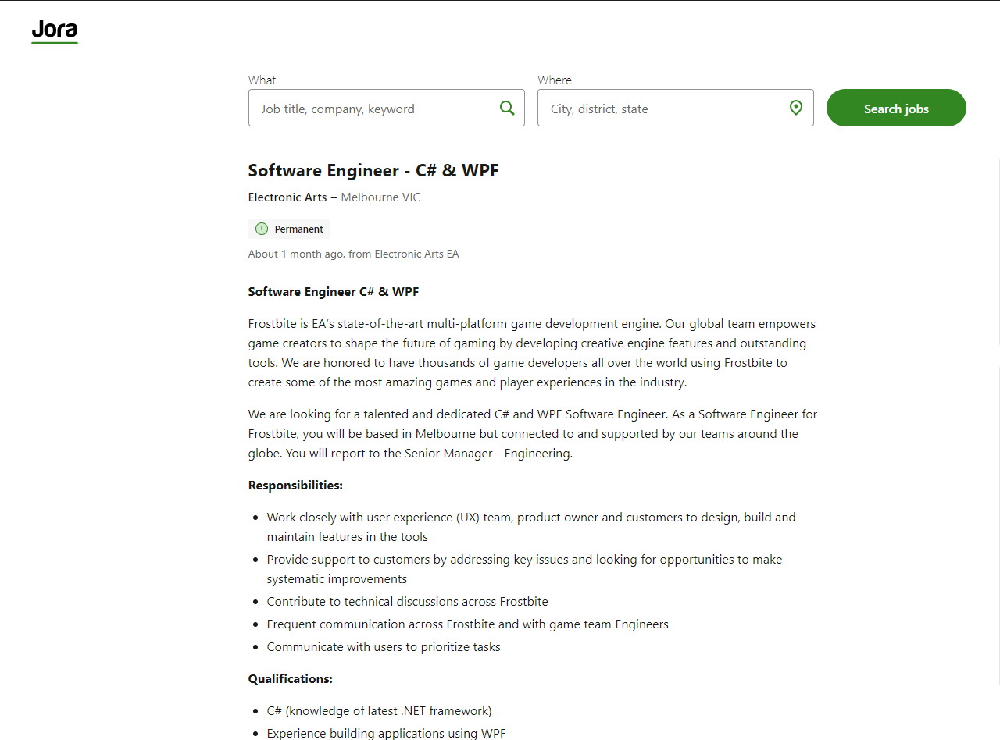 Jora
What
Where
Job title, company, keyword
City, district, state
Search jobs
Software Engineer - C# & WPF
Electronic Arts – Melbourne VIC
Permanent
About 1 month ago, from Electronic Arts EA
Software Engineer C# & WPF
Frostbite is EA’s state-of-the-art multi-platform game development engine. Our global team empowers
game creators to shape the future of gaming by developing creative engine features and outstanding
tools. We are honored to have thousands of game developers all over the world using Frostbite to
create some of the most amazing games and player experiences in the industry.
We are looking for a talented and dedicated C# and WPF Software Engineer. As a Software Engineer for
Frostbite, you will be based in Melbourne but connected to and supported by our teams around the
globe. You will report to the Senior Manager - Engineering.
Responsibilities:
• Work closely with user experience (UX) team, product owner and customers to design, build and
maintain features in the tools
• Provide support to customers by addressing key issues and looking for opportunities to make
systematic improvements
• Contribute to technical discussions across Frostbite
• Frequent communication across Frostbite and with game team Engineers
• Communicate with users to prioritize tasks
Qualifications:
• C# (knowledge of latest .NET framework)
• Experience building applications using WPF